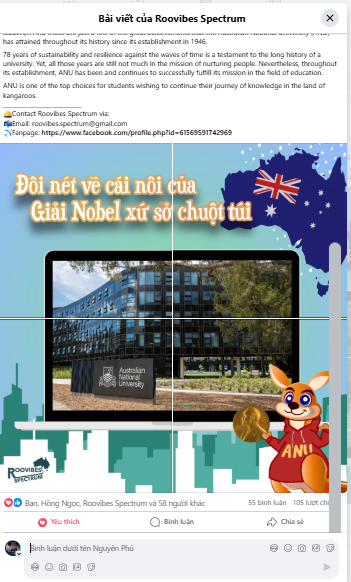 Bài viết của Roovibes Spectrum
has attained throughout its history since its establishment in 1946.
78 years of sustainability and resilience against the waves of time is a testament to the long history of a
university. Yet, all those years are still not much in the mission of nurturing people. Nevertheless, throughout
its establishment, ANU has been and continues to successfully fulfill its mission in the field of education.
ANU is one of the top choices for students wishing to continue their journey of knowledge in the land of
kangaroos.
Contact Roovibes Spectrum via:
Email: roovibes.spectrum@gmail.com
Fanpage: https://www.facebook.com/profile.php?id=61569591742969
Đôi nét về cái nôi của
Giải Nobel xứ sở chuột túi
Australian
National
University
ANU
ROOVIBES
SPECTRUM
Bạn, Hồng Ngọc, Roovibes Spectrum và 58 người khác
55 bình luận 105 lượt ch
Yêu thích
Bình luận
Chia sẻ
Bình luận dưới tên Nguyên Phú